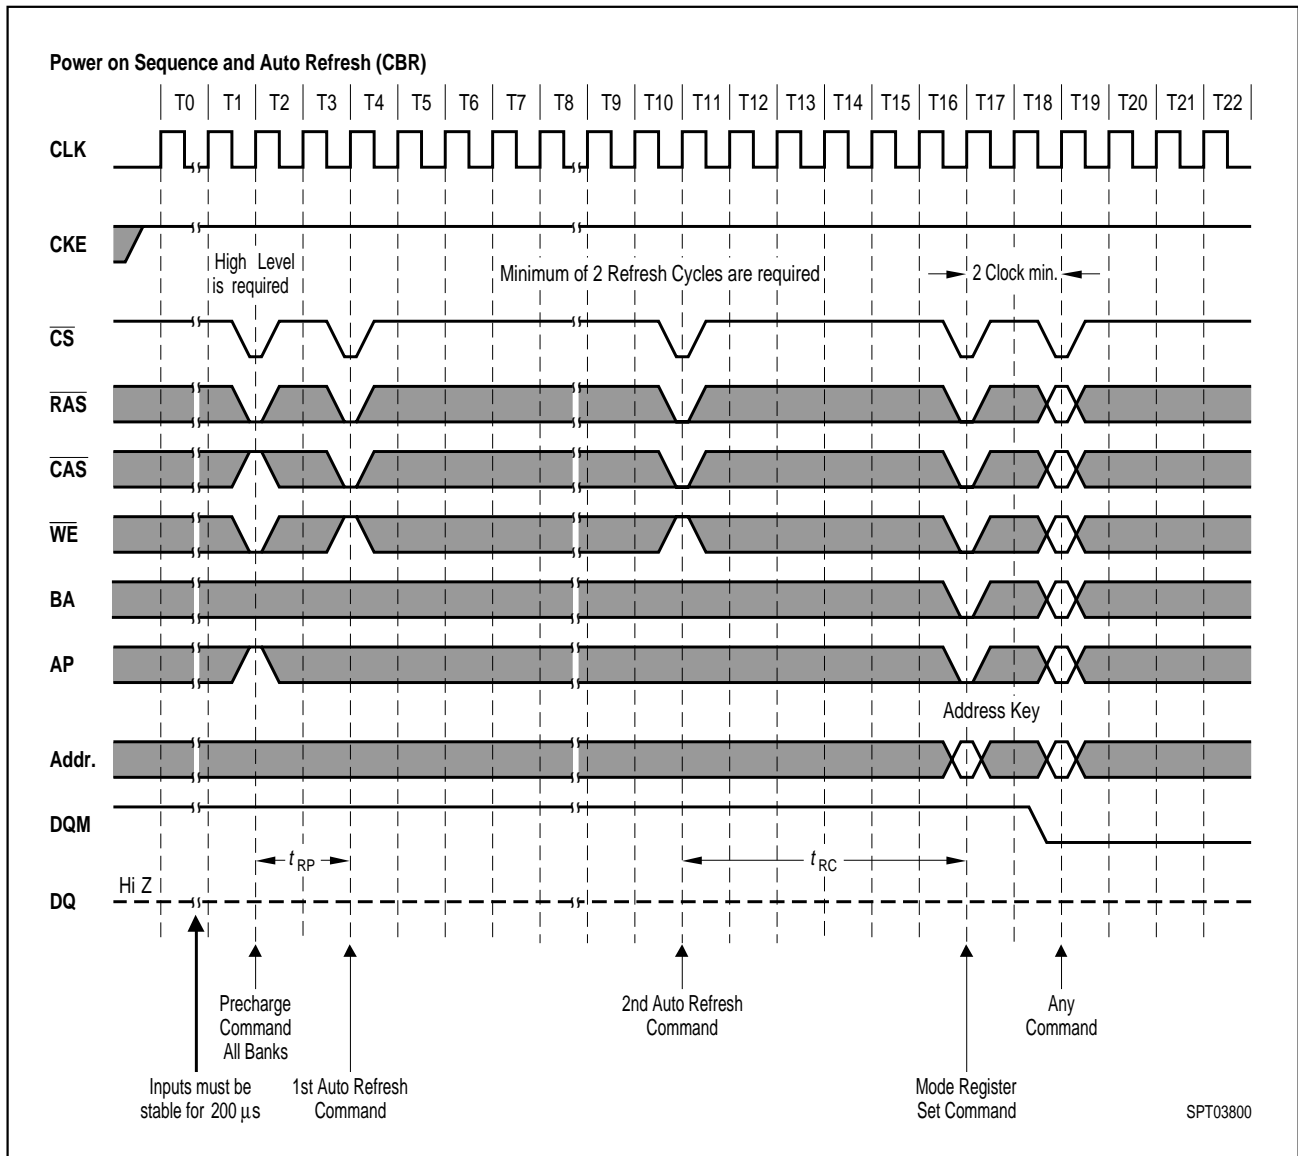 Power on Sequence and Auto Refresh (CBR)
T0 T1 T2 T3 T4 T5 T6 T7 T8 T9 T10 T11 T12 T13 T14 T15 T16 T17 T18 T19 T20 T21 T22
CLK
CKE
High Level
is required
Minimum of 2 Refresh Cycles are required
2 Clock min.
CS
RAS
CAS
WE
BA
AP
Address Key
Addr.
DQM
tRP
tRC
Hi Z
DQ
Precharge
Command
All Banks
2nd Auto Refresh
Command
Any
Command
Inputs must be
stable for 200 µs
1st Auto Refresh
Command
Mode Register
Set Command
SPT03800